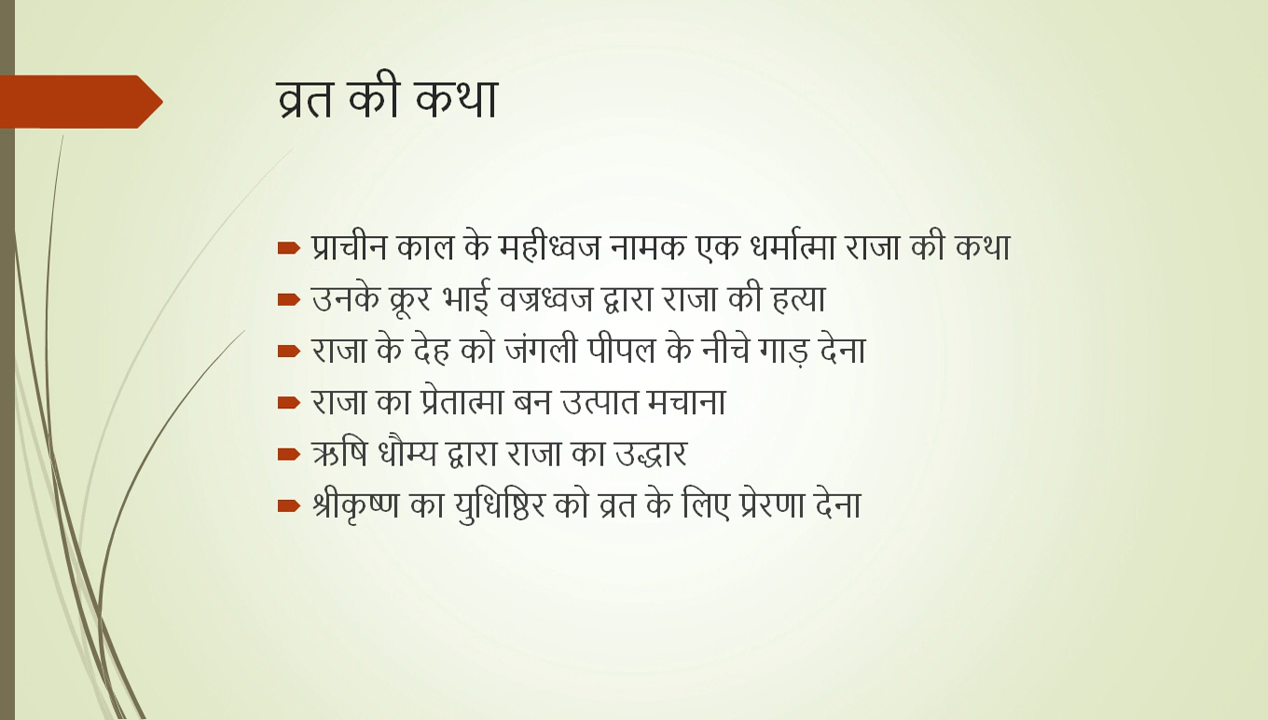 व्रत की कथा
प्राचीन काल के महीध्वज नामक एक धर्मात्मा राजा की कथा
उनके क्रूर भाई वज्रध्वज द्वारा राजा की हत्या
राजा के देह को जंगली पीपल के नीचे गाड़ देना
राजा का प्रेतात्मा बन उत्पात मचाना
ऋषि धौम्य द्वारा राजा का उद्धार
श्रीकृष्ण का युधिष्ठिर को व्रत के लिए प्रेरणा देना